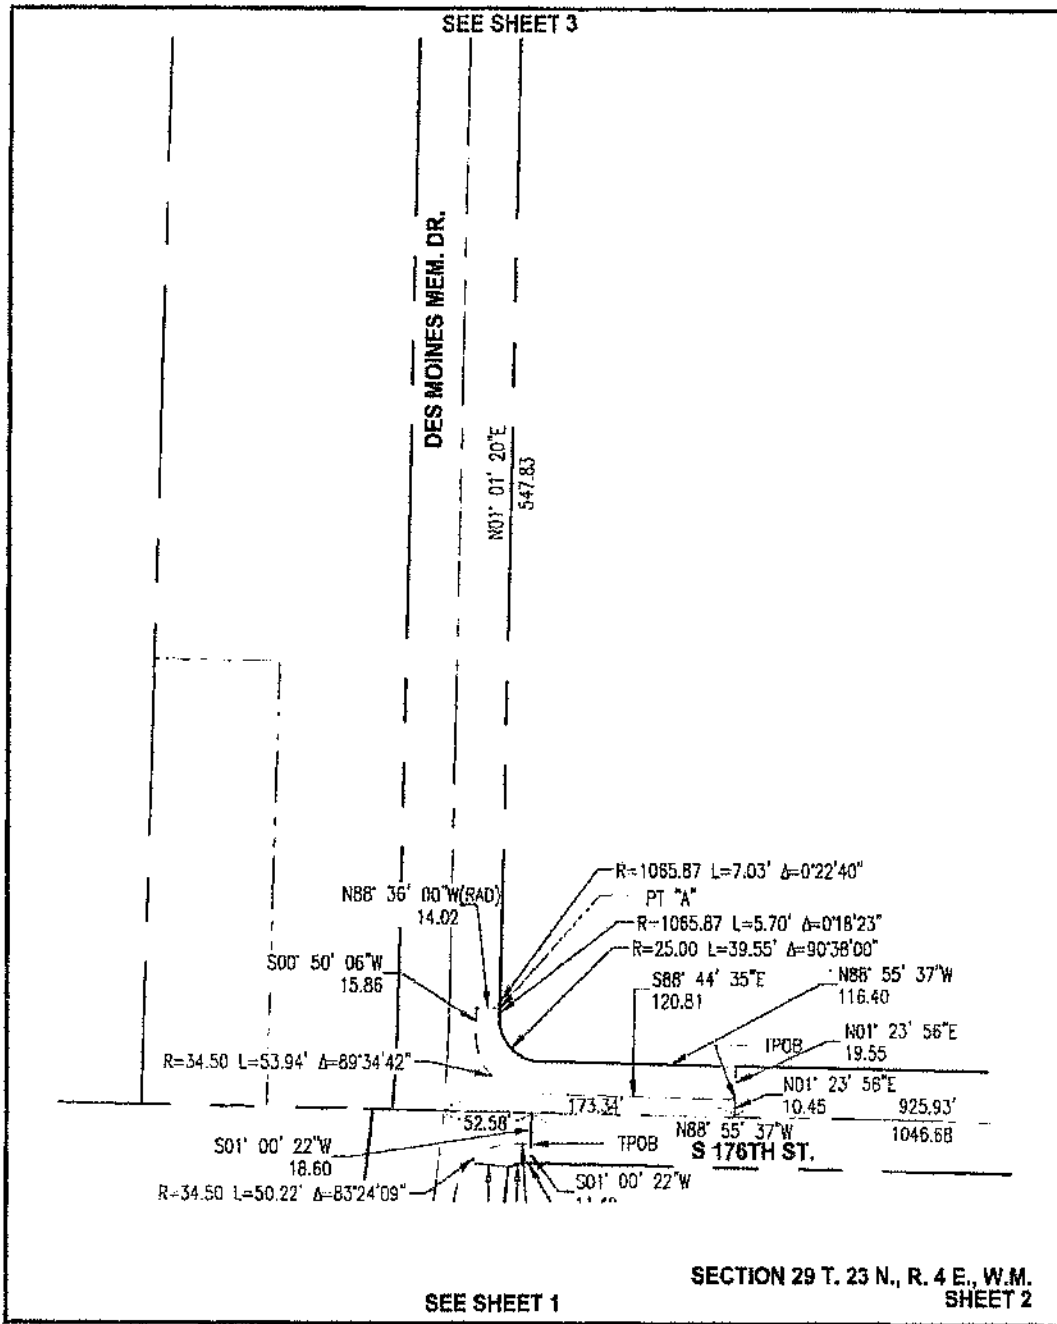 SEE SHEET 3
DES MOINES MEM. DR.
N01° 01' 20"E
547.83
R=1065.87 L=7.03' Δ=0°22'40"
PT "A"
R=1065.87 L=5.70' Δ=0°18'23"
R=25.00 L=39.55' Δ=90°38'00"
N88° 36' 00"W(RAD)
14.02
S00° 50' 06"W
15.86
S88° 44' 35"E
120.81
N88° 55' 37"W
116.40
TPOB
N01° 23' 56"E
19.55
R=34.50 L=53.94' Δ=89°34'42"
N01° 23' 56"E
10.45
173.34'
925.93'
52.58'
N88° 55' 37"W
1046.68
S01° 00' 22"W
18.60
TPOB
S 176TH ST.
R=34.50 L=50.22' Δ=83°24'09"
S01° 00' 22"W
SECTION 29 T. 23 N., R. 4 E., W.M.
SHEET 2
SEE SHEET 1